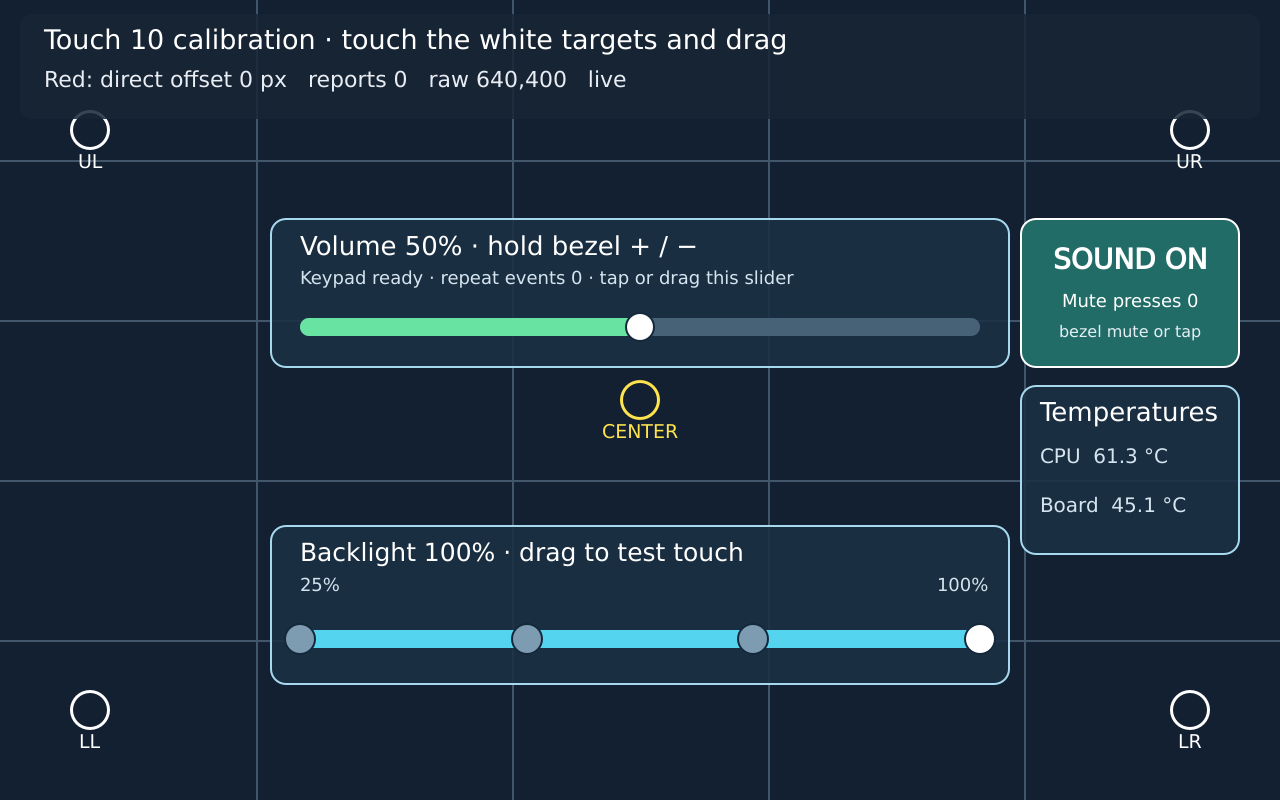 Touch 10 calibration · touch the white targets and drag
Red: direct offset 0 px   reports 0   raw 640,400   live
UL
UR
Volume 50% · hold bezel + / −
Keypad ready · repeat events 0 · tap or drag this slider
SOUND ON
Mute presses 0
bezel mute or tap
CENTER
Temperatures
CPU  61.3 °C
Board  45.1 °C
Backlight 100% · drag to test touch
25%
100%
LL
LR